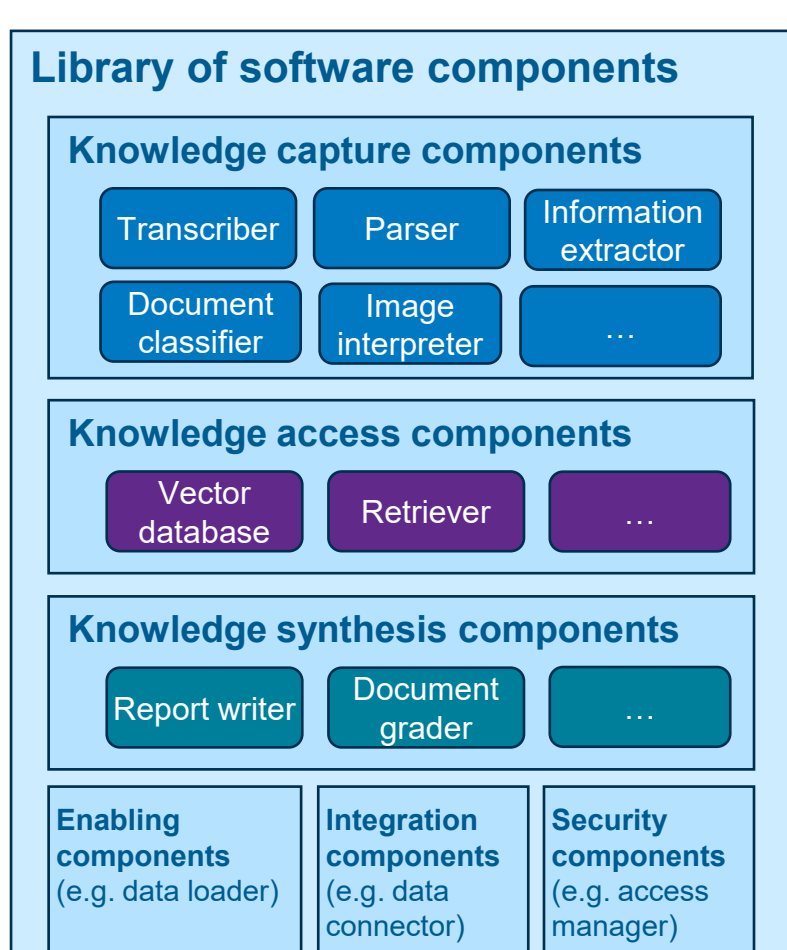 Library of software components
Knowledge capture components
Transcriber
Parser
Information
extractor
Document
classifier
Image
interpreter
…
Knowledge access components
Vector
database
Retriever
…
Knowledge synthesis components
Report writer
Document
grader
…
Enabling
components
(e.g. data loader)
Integration
components
(e.g. data
connector)
Security
components
(e.g. access
manager)